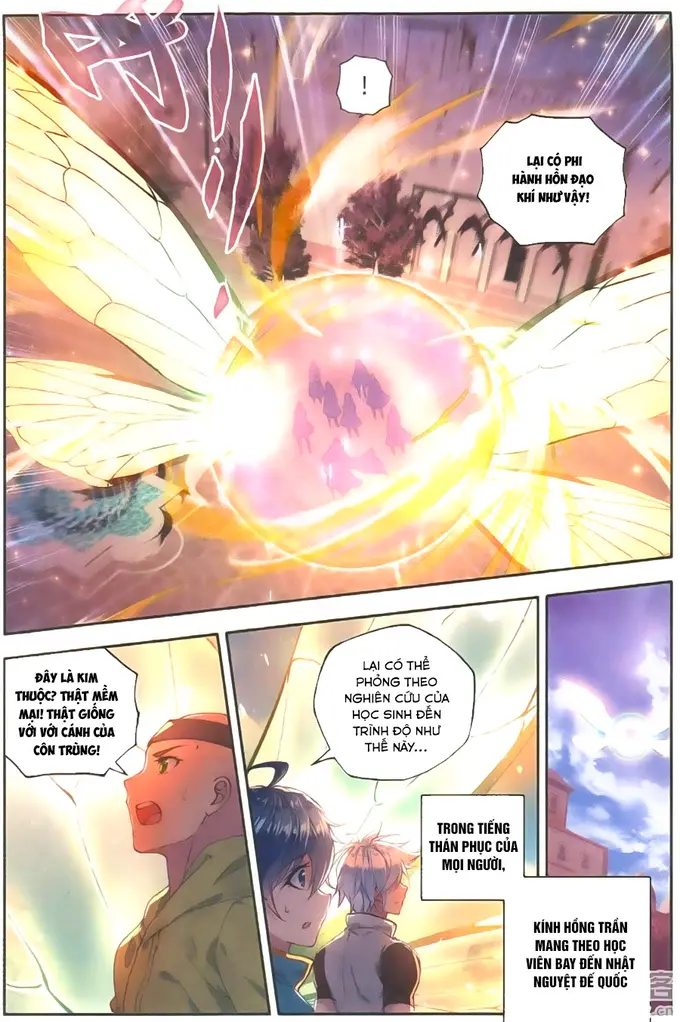 !
LẠI CÓ PHI
HÀNH HỒN ĐẠO
KHÍ NHƯ VẬY!
ĐÂY LÀ KIM
THUỘC? THẬT MỀM
MẠI! THẬT GIỐNG
VỚI VỚI CÁNH CỦA
CÔN TRÙNG!
LẠI CÓ THỂ
PHỎNG THEO
NGHIÊN CỨU CỦA
HỌC SINH ĐẾN
TRÌNH ĐỘ NHƯ
THẾ NÀY...
TRONG TIẾNG
THÁN PHỤC CỦA
MỌI NGƯỜI,
KÍNH HỒNG TRẦN
MANG THEO HỌC
VIÊN BAY ĐẾN NHẬT
NGUYỆT ĐẾ QUỐC